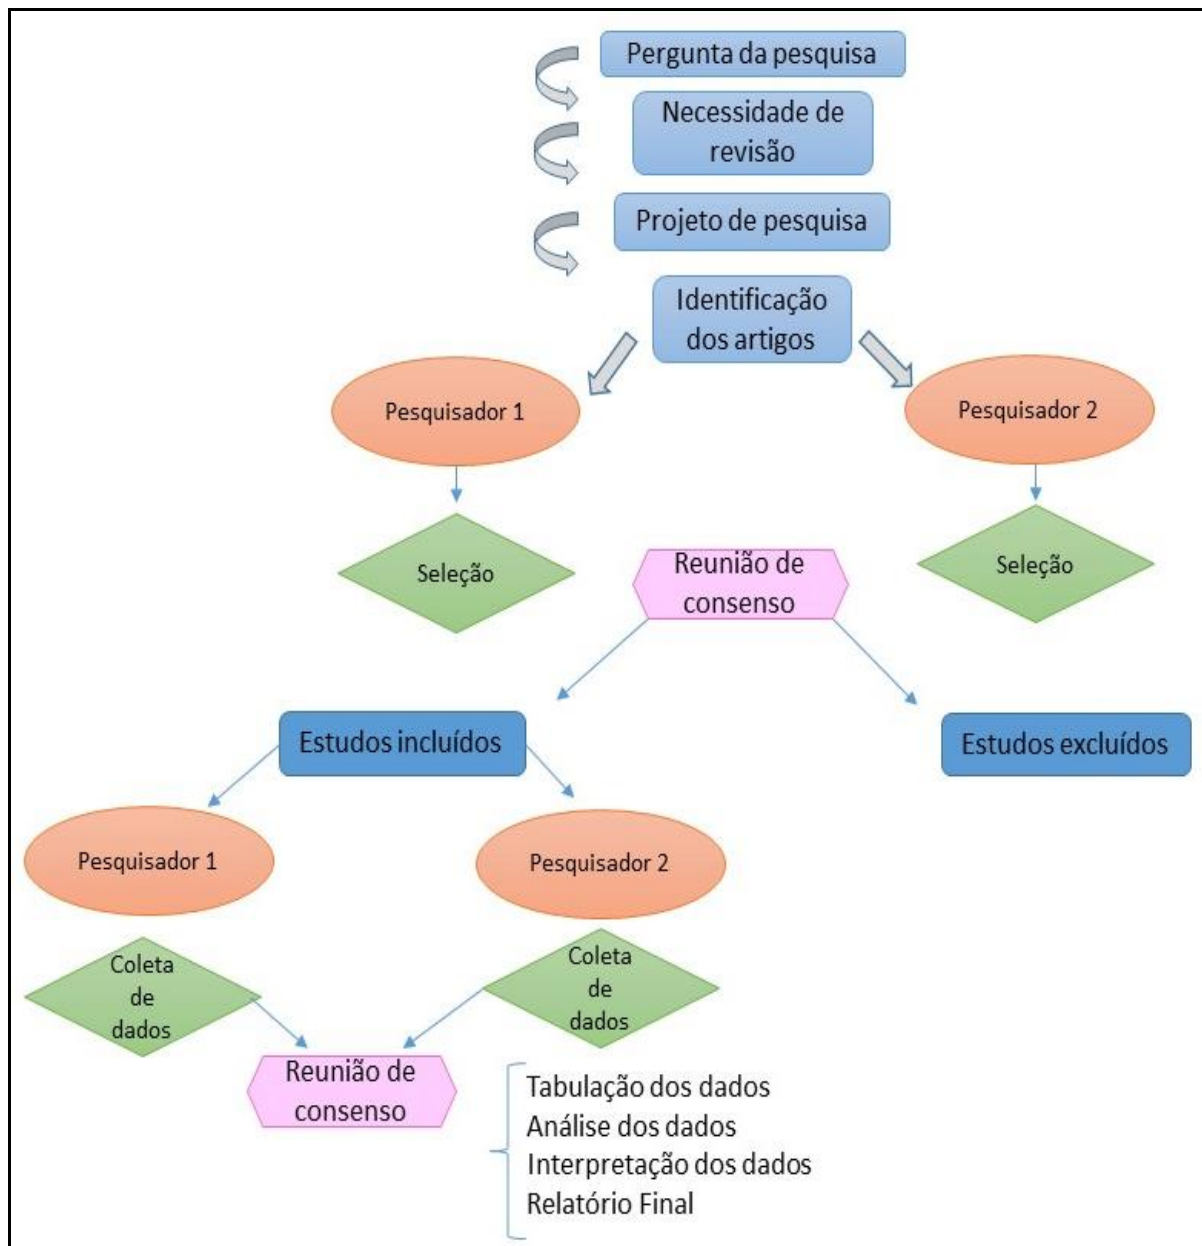 Pergunta da pesquisa
Necessidade de
revisão
Projeto de pesquisa
Identificação
dos artigos
Pesquisador 1
Pesquisador 2
Seleção
Reunião de
consenso
Seleção
Estudos incluídos
Estudos excluídos
Pesquisador 1
Pesquisador 2
Coleta
de
dados
Coleta
de
dados
Reunião de
consenso
Tabulação dos dados
Análise dos dados
Interpretação dos dados
Relatório Final